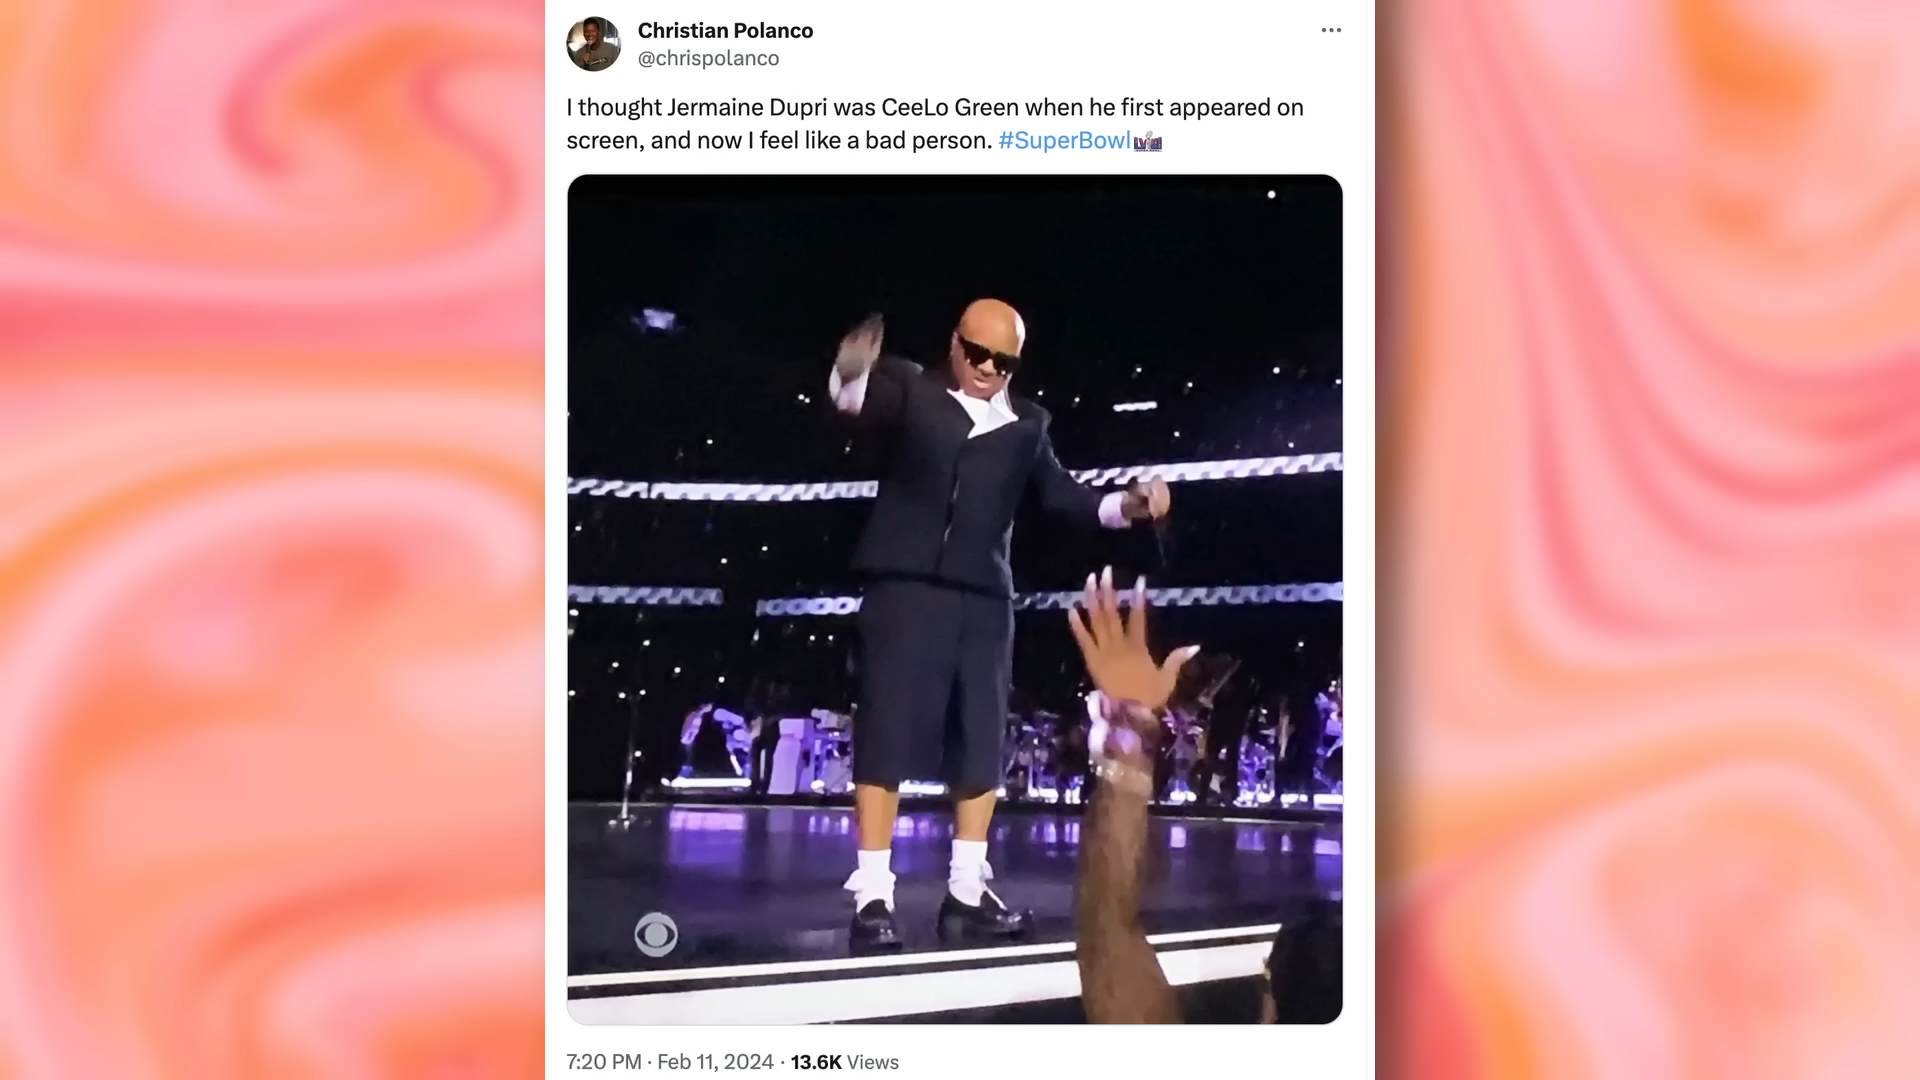 Christian Polanco
@chrispolanco
I thought Jermaine Dupri was CeeLo Green when he first appeared on
screen, and now I feel like a bad person. #SuperBowl
7:20 PM · Feb 11, 2024 · 13.6K Views